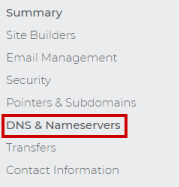 Summary
Site Builders
Email Management
Security
Pointers & Subdomains
DNS & Nameservers
Transfers
Contact Information